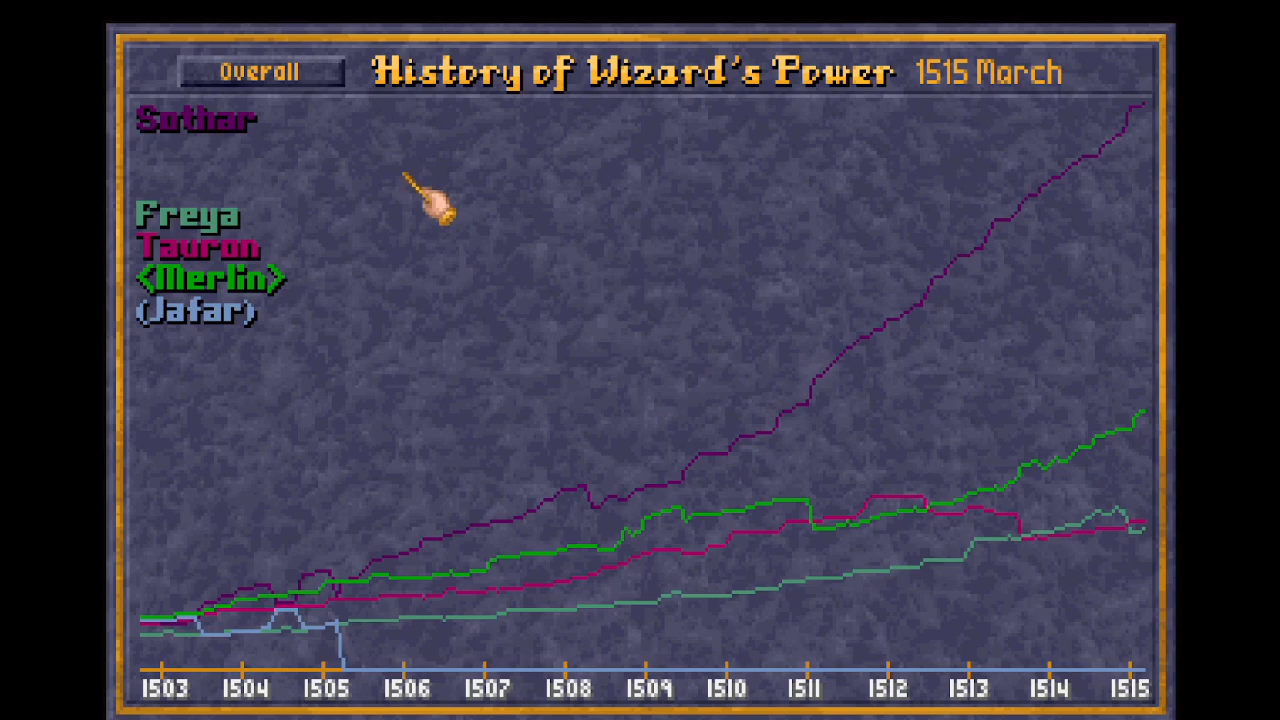 Overall History of Wizard's Power 1515 March
Sothar
Freya
Tauron
<Merlin>
(Jafar)
1503 1504 1505 1506 1507 1508 1509 1510 1511 1512 1513 1514 1515